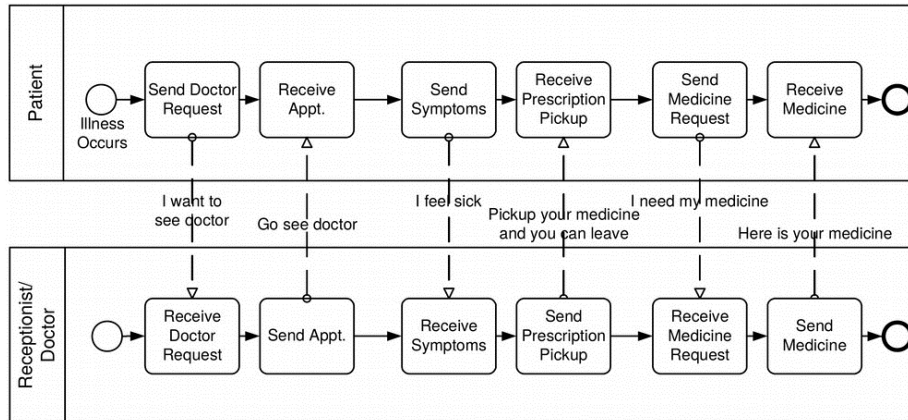 Patient
Illness
Occurs
Send Doctor
Request
Receive
Appt.
Send
Symptoms
Receive
Prescription
Pickup
Send
Medicine
Request
Receive
Medicine
I want to
see doctor
Go see doctor
I feel sick
Pickup your medicine
and you can leave
I need my medicine
Here is your medicine
Receptionist/
Doctor
Receive
Doctor
Request
Send Appt.
Receive
Symptoms
Send
Prescription
Pickup
Receive
Medicine
Request
Send
Medicine